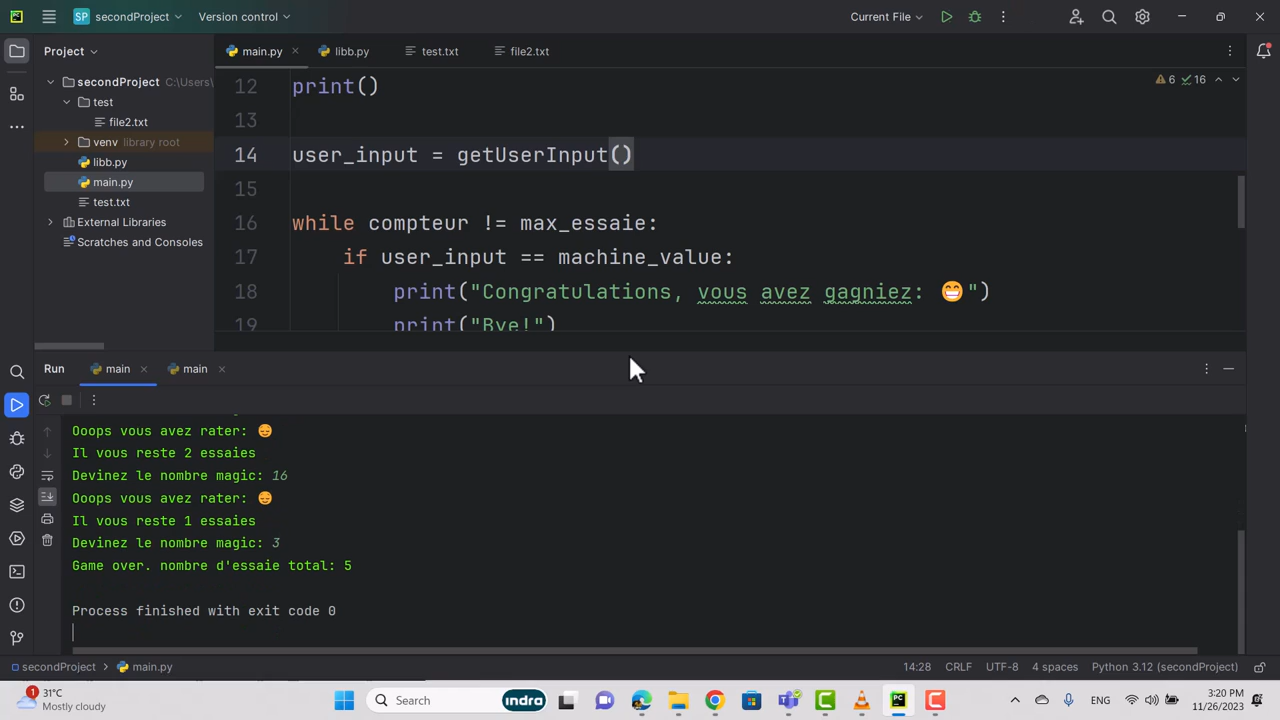 SP secondProject Version control Current File
Project
main.py libb.py test.txt file2.txt
secondProject C:\Users\
test
file2.txt
venv library root
libb.py
main.py
test.txt
External Libraries
Scratches and Consoles
6 16
12 print()
13
14 user_input = getUserInput()
15
16 while compteur != max_essaie:
17 if user_input == machine_value:
18 print("Congratulations, vous avez gagniez: 😁")
19 print("Bye!")
Run main main
Ooops vous avez rater: 😔
Il vous reste 2 essaies
Devinez le nombre magic: 16
Ooops vous avez rater: 😔
Il vous reste 1 essaies
Devinez le nombre magic: 3
Game over. nombre d'essaie total: 5
Process finished with exit code 0
secondProject main.py 14:28 CRLF UTF-8 4 spaces Python 3.12 (secondProject)
1 31°C
Mostly cloudy
Search indra PC ENG 3:20 PM
11/26/2023